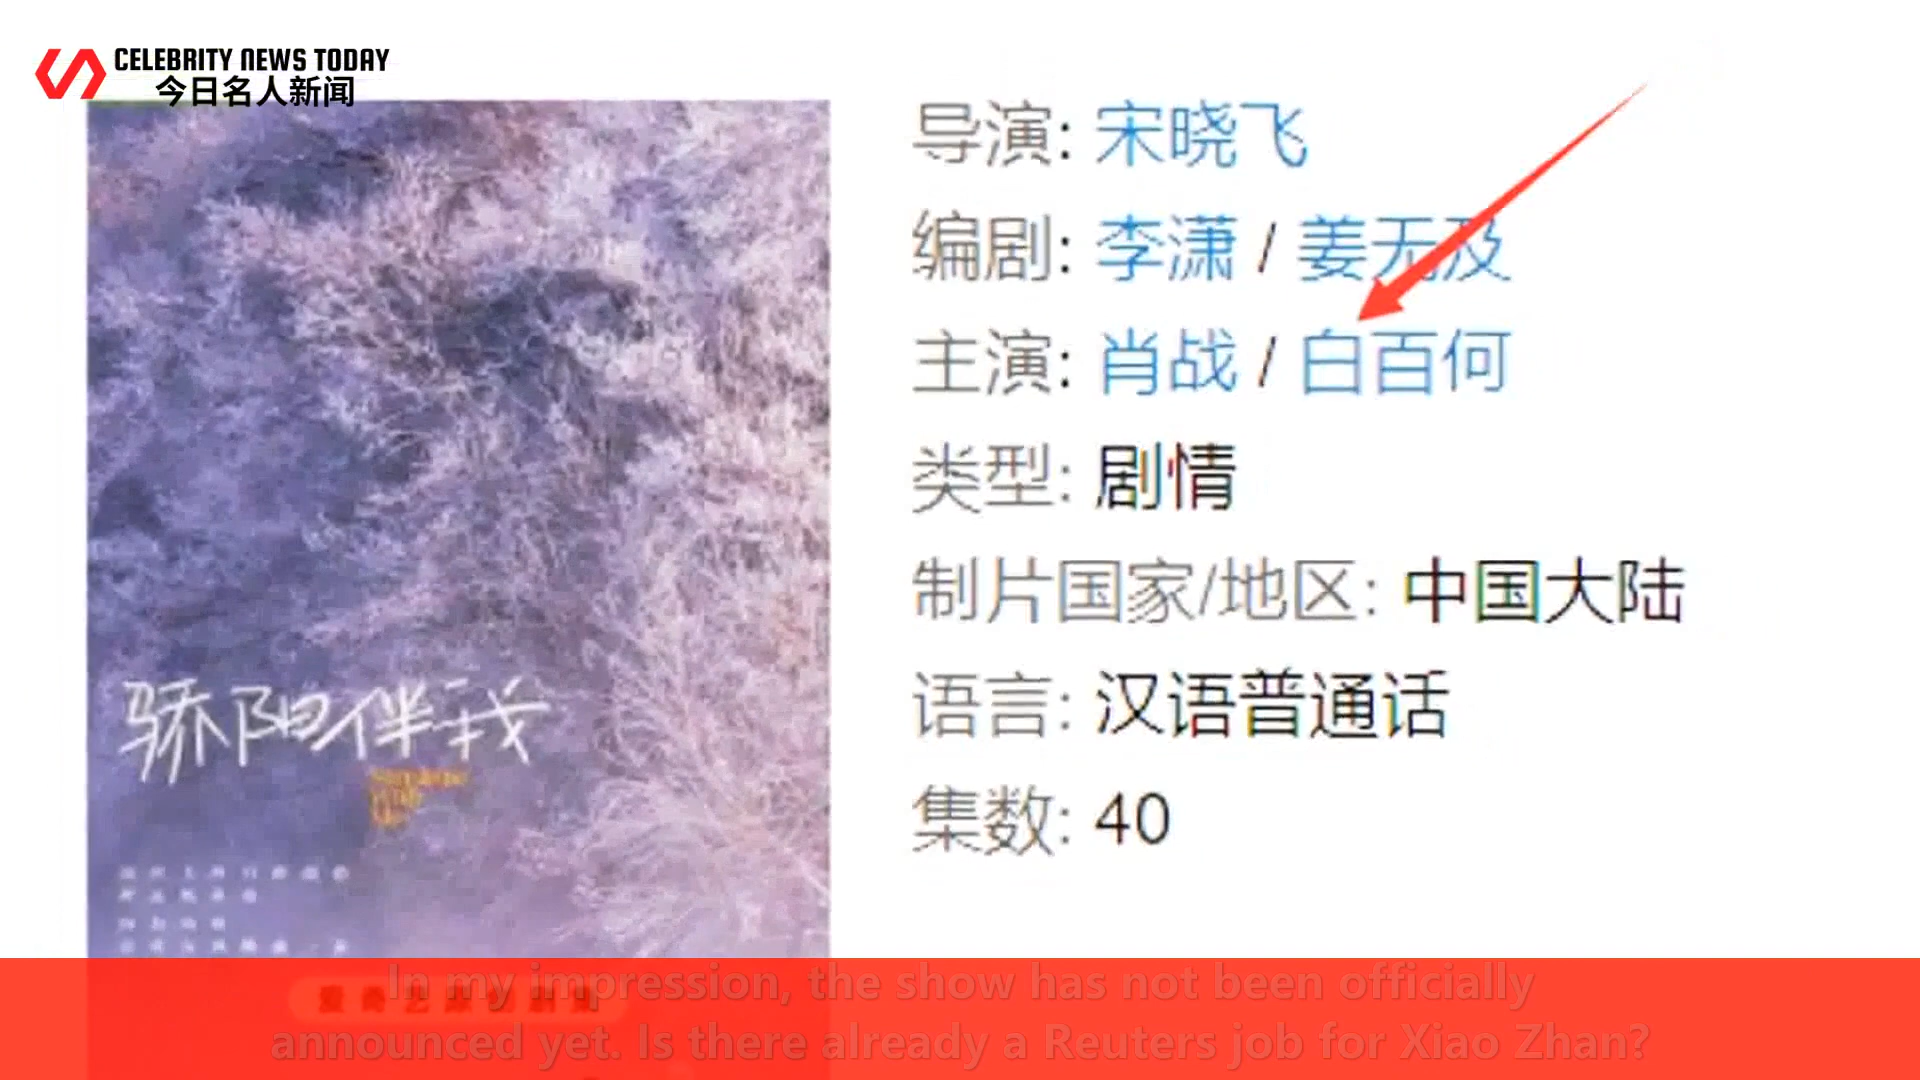 CELEBRITY NEWS TODAY
今日名人新闻
导演: 宋晓飞
编剧: 李潇 / 姜无及
主演: 肖战 / 白百何
类型: 剧情
制片国家/地区: 中国大陆
语言: 汉语普通话
集数: 40
骄阳伴我
In my impression, the show has not been officially
announced yet. Is there already a Reuters job for Xiao Zhan?